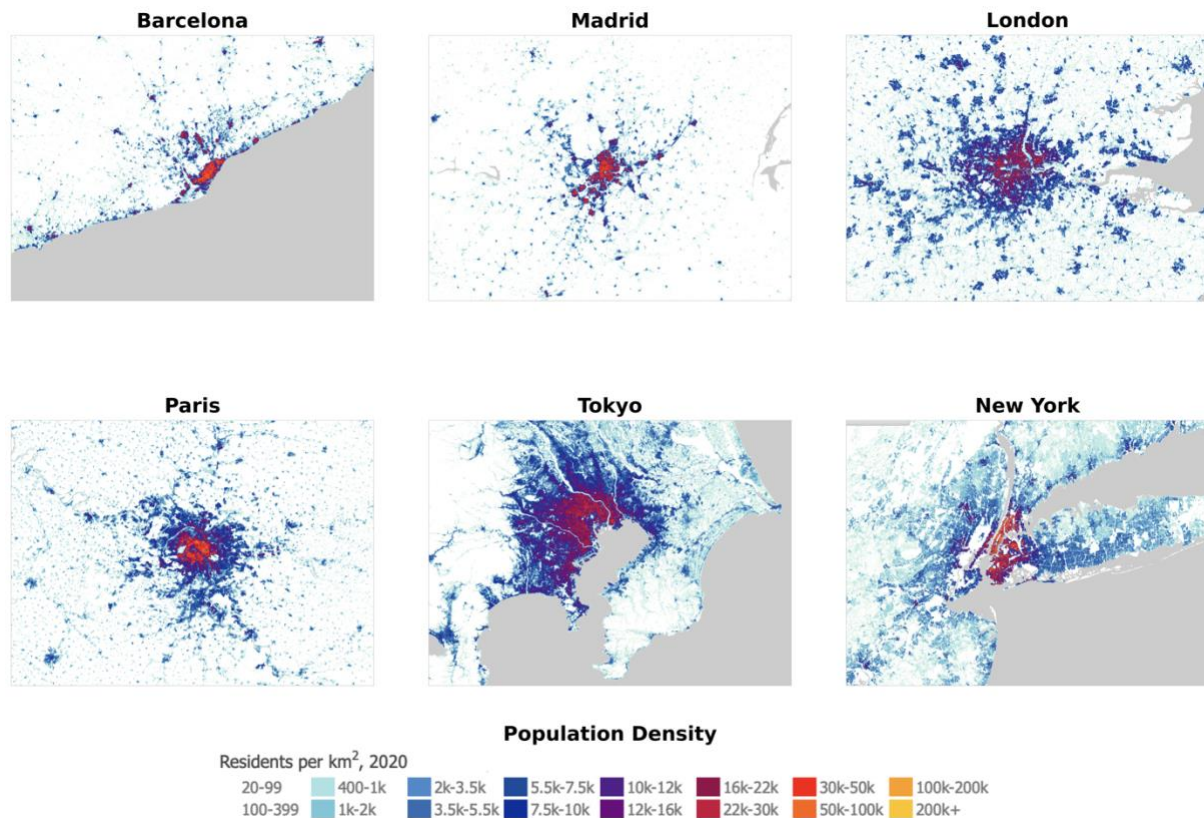 Barcelona
Madrid
London
Paris
Tokyo
New York
Population Density
Residents per km², 2020
20-99 400-1k 2k-3.5k 5.5k-7.5k 10k-12k 16k-22k 30k-50k 100k-200k
100-399 1k-2k 3.5k-5.5k 7.5k-10k 12k-16k 22k-30k 50k-100k 200k+